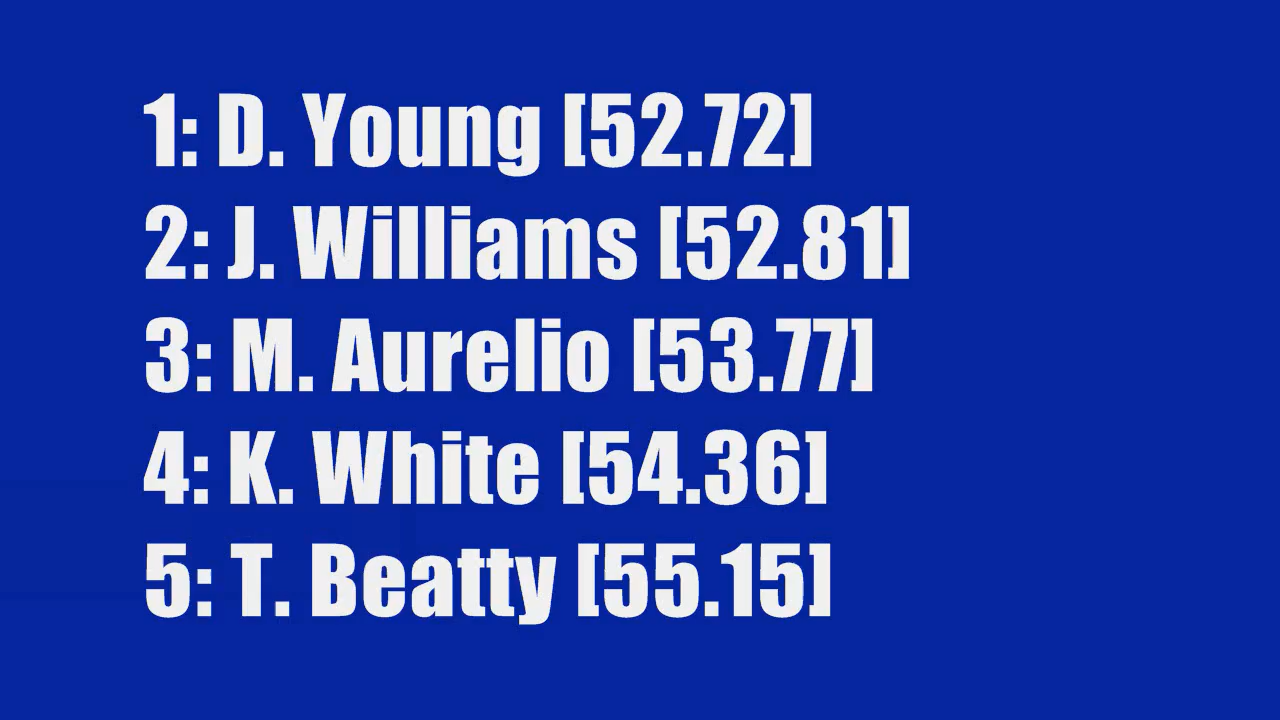 1: D. Young [52.72]
2: J. Williams [52.81]
3: M. Aurelio [53.77]
4: K. White [54.36]
5: T. Beatty [55.15]